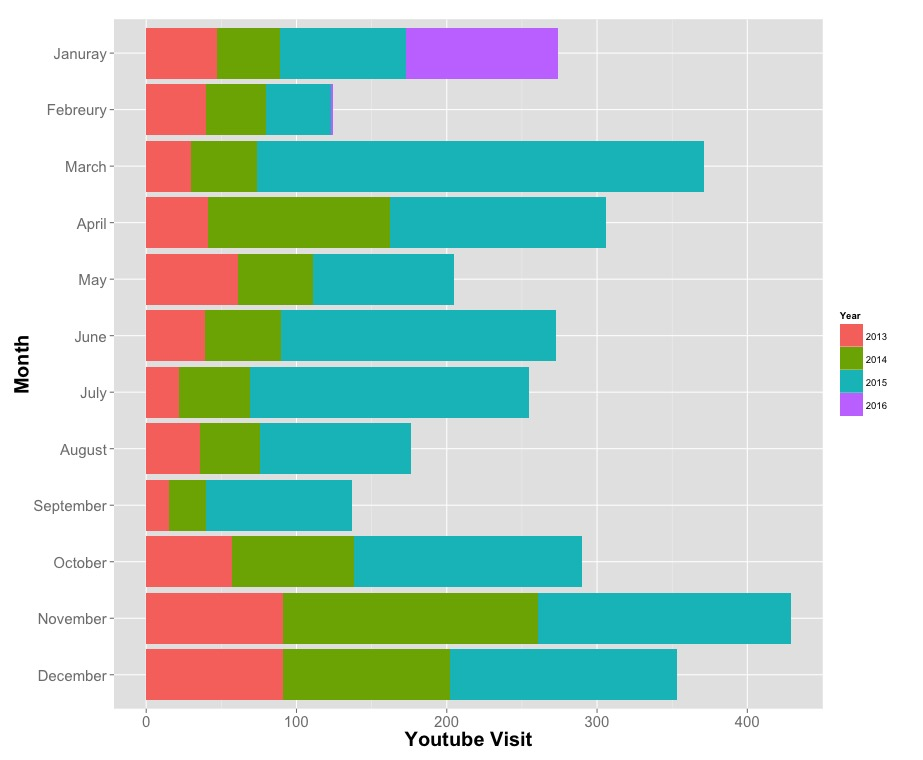 Januray
Febreury
March
April
May
June
July
August
September
October
November
December
Month
0 100 200 300 400
Youtube Visit
Year
2013
2014
2015
2016